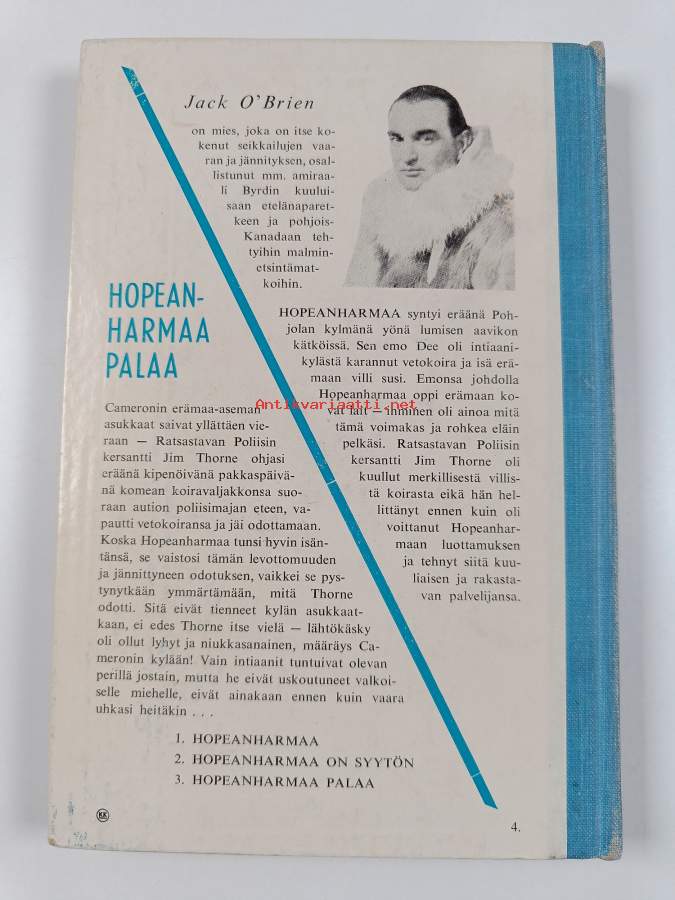 Jack O'Brien
on mies, joka on itse ko-
kenut seikkailujen vaa-
ran ja jännityksen, osal-
listunut mm. amiraa-
li Byrdin kuului-
saan etelänaparet-
keen ja pohjois-
Kanadaan teh-
tyihin malmin-
etsintämat-
koihin.
HOPEAN-
HARMAA
PALAA
Cameronin erämaa-aseman
asukkaat saivat yllättäen vie-
raan — Ratsastavan Poliisin
kersantti Jim Thorne ohjasi
eräänä kipenöivänä pakkaspäivä-
nä komean koiravaljakkonsa suo-
raan aution poliisimajan eteen, va-
pautti vetokoiransa ja jäi odottamaan.
Koska Hopeanharmaa tunsi hyvin isän-
tänsä, se vaistosi tämän levottomuuden
ja jännittyneen odotuksen, vaikkei se pys-
tynytkään ymmärtämään, mitä Thorne
odotti. Sitä eivät tienneet kylän asukkaat-
kaan, ei edes Thorne itse vielä — lähtökäsky
oli ollut lyhyt ja niukkasanainen, määräys Ca-
meronin kylään! Vain intiaanit tuntuivat olevan
perillä jostain, mutta he eivät uskoutuneet valkoi-
selle miehelle, eivät ainakaan ennen kuin vaara
uhkasi heitäkin . . .
HOPEANHARMAA syntyi eräänä Poh-
jolan kylmänä yönä lumisen aavikon
kätköissä. Sen emo Dee oli intiaani-
kylästä karannut vetokoira ja isä erä-
maan villi susi. Emonsa johdolla
Hopeanharmaa oppi erämaan ko-
vat lait — ihminen oli ainoa mitä
tämä voimakas ja rohkea eläin
pelkäsi. Ratsastavan Poliisin
kersantti Jim Thorne oli
kuullut merkillisestä villis-
tä koirasta eikä hän hel-
littänyt ennen kuin oli
voittanut Hopeanhar-
maan luottamuksen
ja tehnyt siitä kuu-
liaisen ja rakasta-
van palvelijansa.
1. HOPEANHARMAA
2. HOPEANHARMAA ON SYYTÖN
3. HOPEANHARMAA PALAA
KK
4.
Antikvariaatti.net